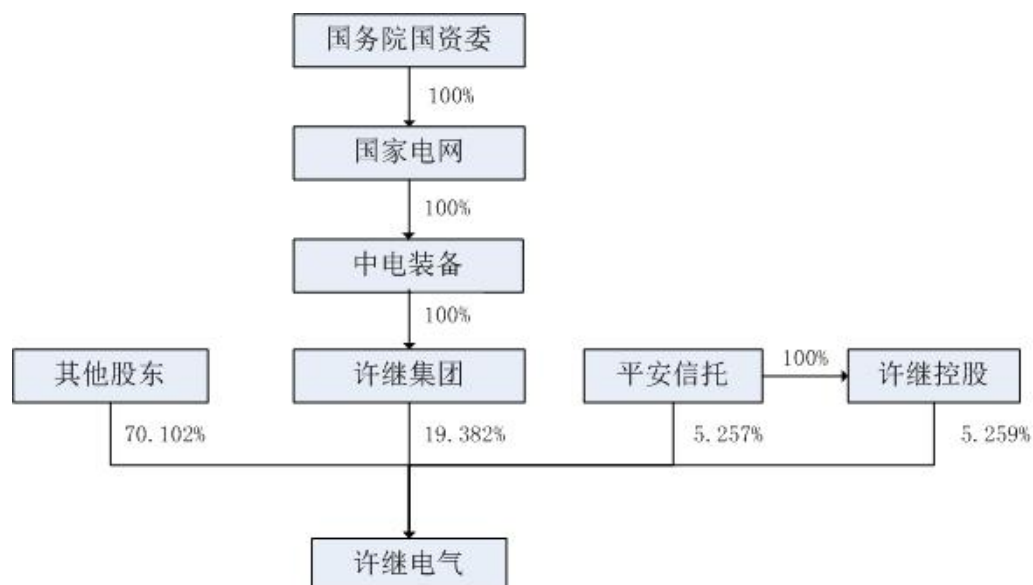 国务院国资委
100%
国家电网
100%
中电装备
100%
其他股东
许继集团
平安信托
100%
许继控股
70.102%
19.382%
5.257%
5.259%
许继电气